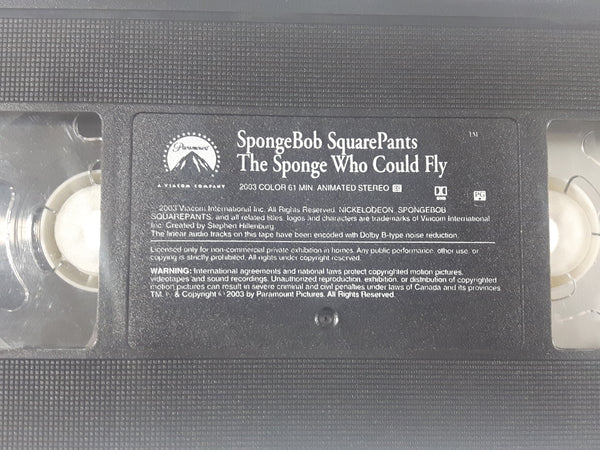 Paramount
A VIACOM COMPANY
SpongeBob SquarePants
The Sponge Who Could Fly
TM
2003 COLOR 61 MIN. ANIMATED STEREO
PG
2003 Viacom International Inc. All Rights Reserved. NICKELODEON, SPONGEBOB
SQUAREPANTS, and all related titles, logos and characters are trademarks of Viacom International
Inc. Created by Stephen Hillenburg.
The linear audio tracks on this tape have been encoded with Dolby B-type noise reduction.
Licensed only for non-commercial private exhibition in homes. Any public performance, other use, or
copying is strictly prohibited. All rights under copyright reserved.
WARNING: International agreements and national laws protect copyrighted motion pictures,
videotapes and sound recordings. Unauthorized reproduction, exhibition, or distribution of copyrighted
motion pictures can result in severe criminal and civil penalties under laws of Canada and its provinces
TM, ® & Copyright © 2003 by Paramount Pictures. All Rights Reserved.